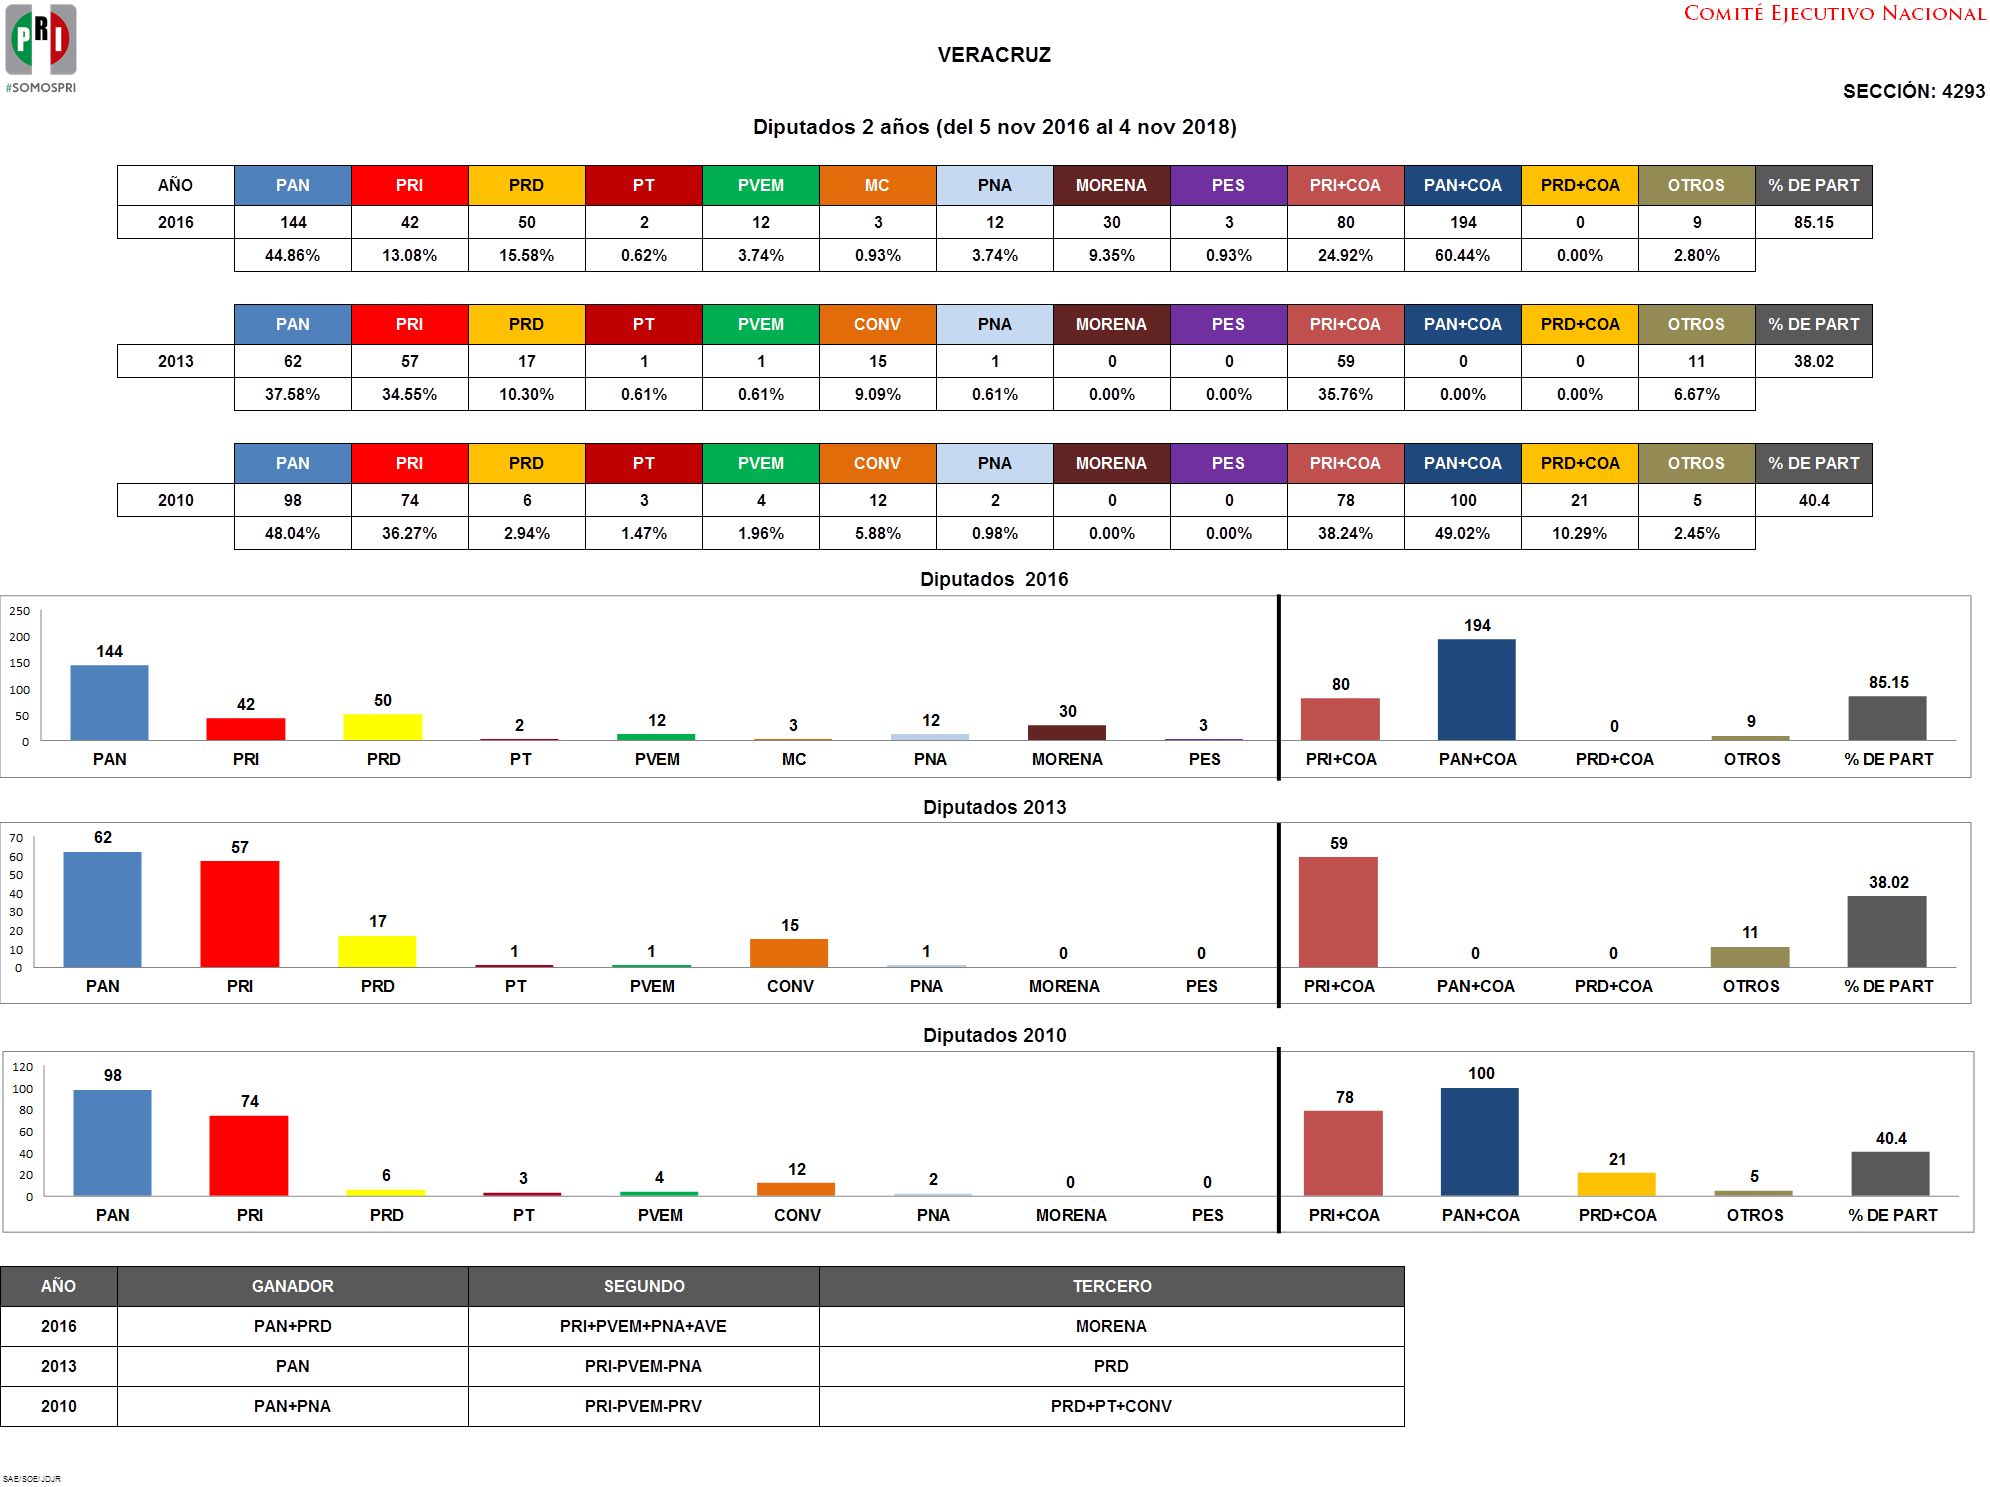 COMITÉ EJECUTIVO NACIONAL
PRI
#SOMOSPRI
VERACRUZ
SECCIÓN: 4293
Diputados 2 años (del 5 nov 2016 al 4 nov 2018)
AÑO PAN PRI PRD PT PVEM MC PNA MORENA PES PRI+COA PAN+COA PRD+COA OTROS % DE PART
2016 144 42 50 2 12 3 12 30 3 80 194 0 9 85.15
44.86% 13.08% 15.58% 0.62% 3.74% 0.93% 3.74% 9.35% 0.93% 24.92% 60.44% 0.00% 2.80%
PAN PRI PRD PT PVEM CONV PNA MORENA PES PRI+COA PAN+COA PRD+COA OTROS % DE PART
2013 62 57 17 1 1 15 1 0 0 59 0 0 11 38.02
37.58% 34.55% 10.30% 0.61% 0.61% 9.09% 0.61% 0.00% 0.00% 35.76% 0.00% 0.00% 6.67%
PAN PRI PRD PT PVEM CONV PNA MORENA PES PRI+COA PAN+COA PRD+COA OTROS % DE PART
2010 98 74 6 3 4 12 2 0 0 78 100 21 5 40.4
48.04% 36.27% 2.94% 1.47% 1.96% 5.88% 0.98% 0.00% 0.00% 38.24% 49.02% 10.29% 2.45%
Diputados 2016
250
200
150
100
50
0
144 42 50 2 12 3 12 30 3 80 194 0 9 85.15
PAN PRI PRD PT PVEM MC PNA MORENA PES PRI+COA PAN+COA PRD+COA OTROS % DE PART
Diputados 2013
70
60
50
40
30
20
10
0
62 57 17 1 1 15 1 0 0 59 0 0 11 38.02
PAN PRI PRD PT PVEM CONV PNA MORENA PES PRI+COA PAN+COA PRD+COA OTROS % DE PART
Diputados 2010
120
100
80
60
40
20
0
98 74 6 3 4 12 2 0 0 78 100 21 5 40.4
PAN PRI PRD PT PVEM CONV PNA MORENA PES PRI+COA PAN+COA PRD+COA OTROS % DE PART
AÑO GANADOR SEGUNDO TERCERO
2016 PAN+PRD PRI+PVEM+PNA+AVE MORENA
2013 PAN PRI-PVEM-PNA PRD
2010 PAN+PNA PRI-PVEM-PRV PRD+PT+CONV
SAE/SOE/JDJR